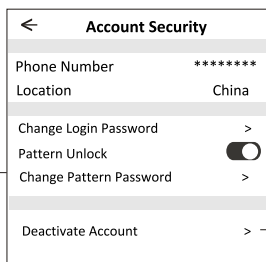 Account Security
Phone Number ********
Location China
Change Login Password >
Pattern Unlock
Change Pattern Password >
Deactivate Account >